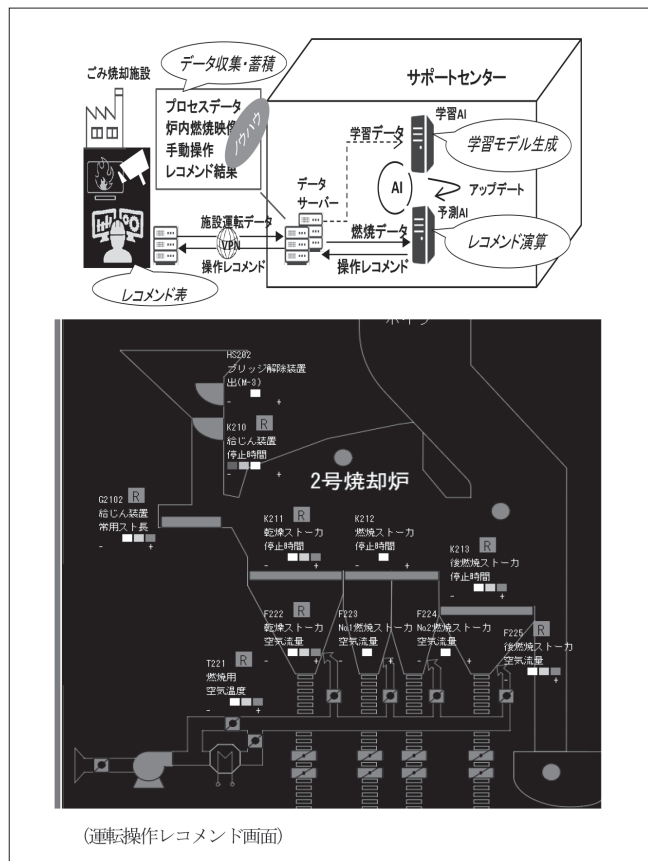 ごみ焼却施設
データ収集・蓄積
プロセスデータ
炉内燃焼映像
手動操作
レコメンド結果
ノウハウ
サポートセンター
学習AI
学習データ
学習モデル生成
データ
サーバー
AI
アップデート
予測AI
施設運転データ
VPN
操作レコメンド
燃焼データ
操作レコメンド
レコメンド演算
レコメンド表
HS202
ブリッジ解除装置
出(M-3)
- +
K210 R
給じん装置
停止時間
- +
2号焼却炉
G2102 R
給じん装置
常用スト長
- +
K211 R
乾燥ストーカ
停止時間
- +
K212
燃焼ストーカ
停止時間
- +
K213 R
後燃焼ストーカ
停止時間
- +
F222 R
乾燥ストーカ
空気流量
- +
F223
No1燃焼ストーカ
空気流量
- +
F224
No2燃焼ストーカ
空気流量
- +
F225 R
後燃焼ストーカ
空気流量
- +
T221 R
燃焼用
空気温度
- +
(運転操作レコメンド画面)